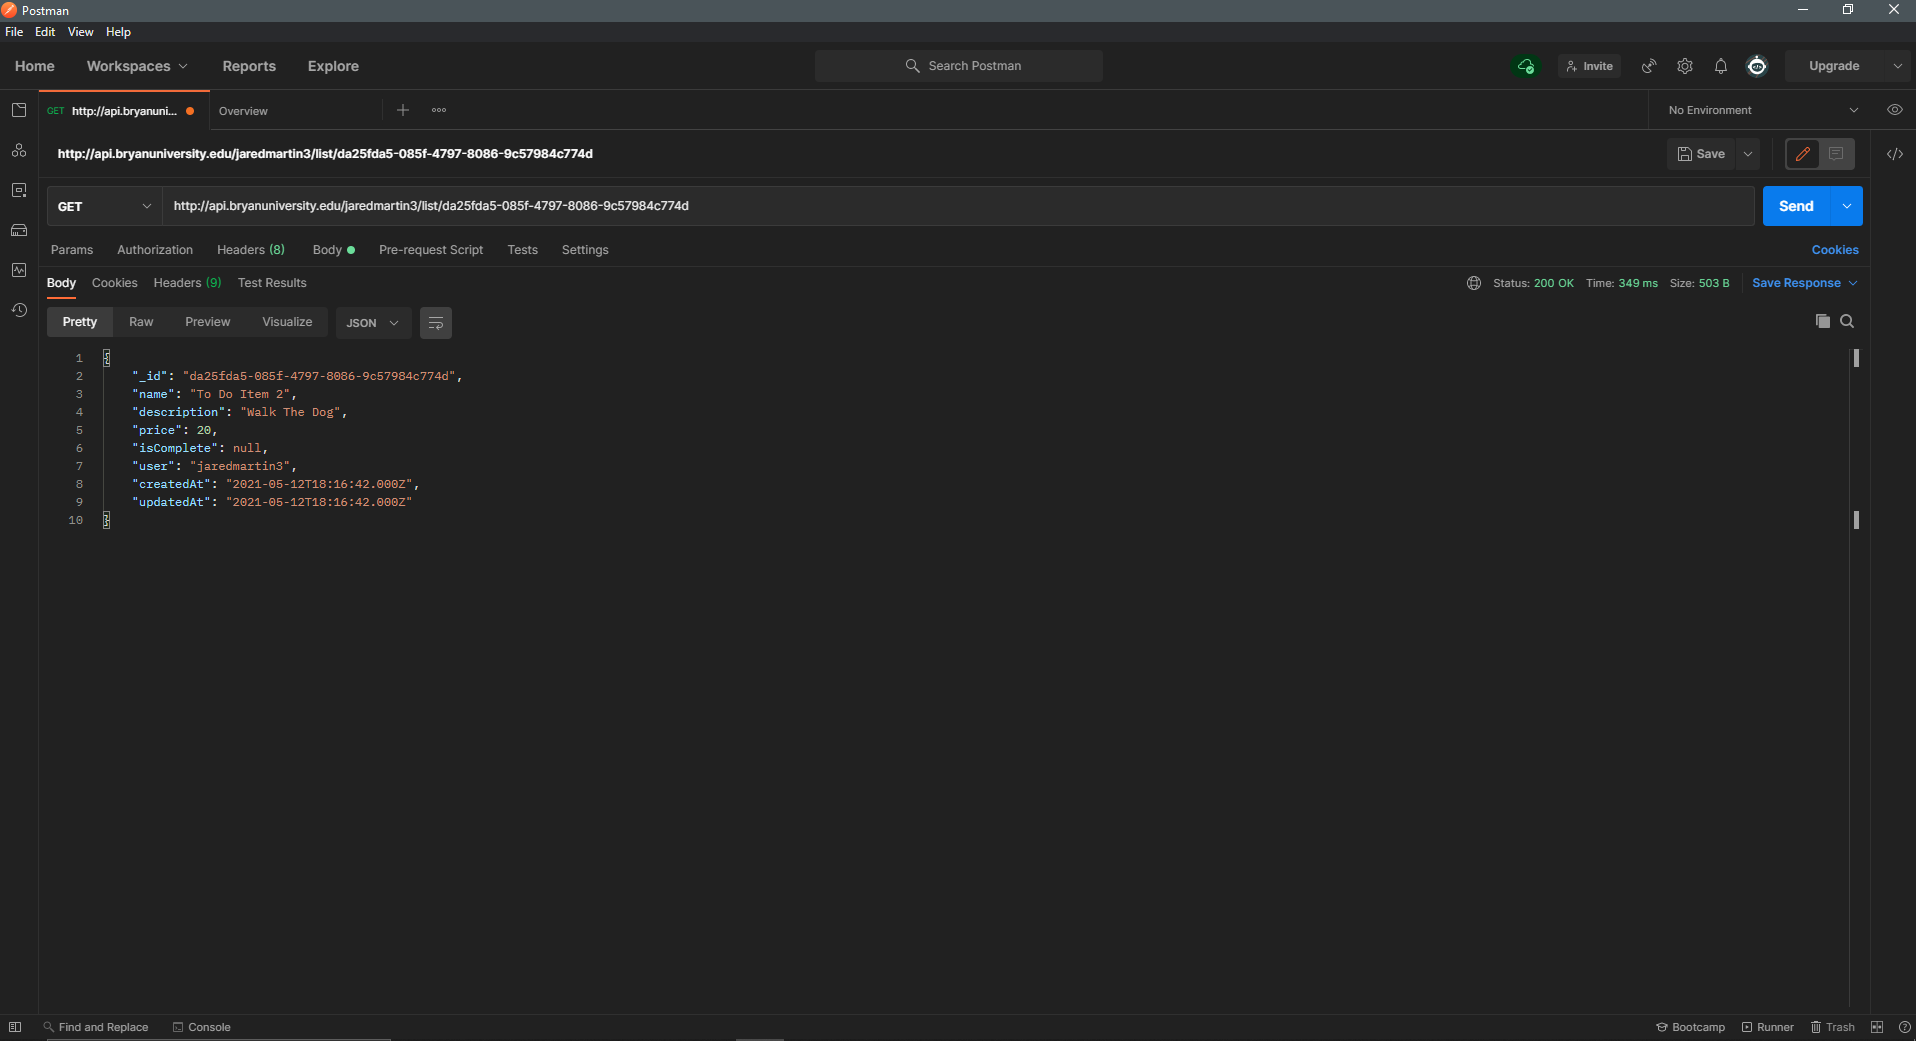 Postman
File Edit View Help
Home Workspaces Reports Explore Search Postman Invite Upgrade
GET http://api.bryanuni... Overview No Environment
http://api.bryanuniversity.edu/jaredmartin3/list/da25fda5-085f-4797-8086-9c57984c774d Save
GET http://api.bryanuniversity.edu/jaredmartin3/list/da25fda5-085f-4797-8086-9c57984c774d Send
Params Authorization Headers (8) Body Pre-request Script Tests Settings Cookies
Body Cookies Headers (9) Test Results Status: 200 OK Time: 349 ms Size: 503 B Save Response
Pretty Raw Preview Visualize JSON
1 {
2 "_id": "da25fda5-085f-4797-8086-9c57984c774d",
3 "name": "To Do Item 2",
4 "description": "Walk The Dog",
5 "price": 20,
6 "isComplete": null,
7 "user": "jaredmartin3",
8 "createdAt": "2021-05-12T18:16:42.000Z",
9 "updatedAt": "2021-05-12T18:16:42.000Z"
10 }
Find and Replace Console Bootcamp Runner Trash